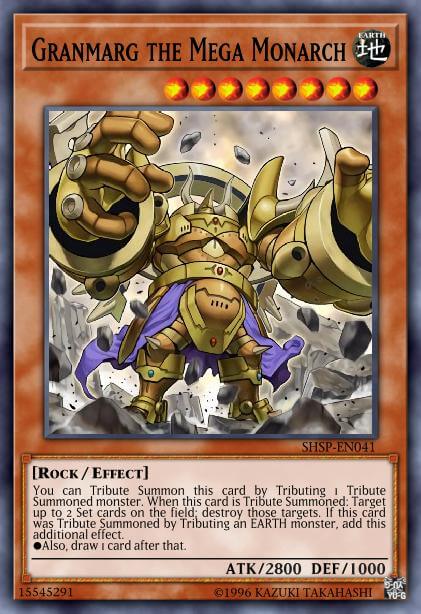 GRANMARG THE MEGA MONARCH
EARTH
地
SHSP-EN041
[ROCK / EFFECT]
You can Tribute Summon this card by Tributing 1 Tribute
Summoned monster. When this card is Tribute Summoned: Target
up to 2 Set cards on the field; destroy those targets. If this card
was Tribute Summoned by Tributing an EARTH monster, add this
additional effect.
●Also, draw 1 card after that.
ATK/2800 DEF/1000
15545291
©1996 KAZUKI TAKAHASHI